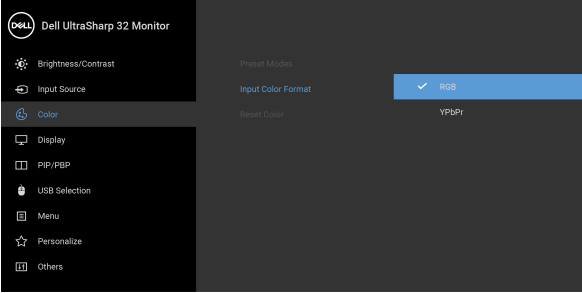 DELL Dell UltraSharp 32 Monitor
Brightness/Contrast
Input Source
Color
Display
PIP/PBP
USB Selection
Menu
Personalize
Others
Preset Modes
Input Color Format
Reset Color
RGB
YPbPr